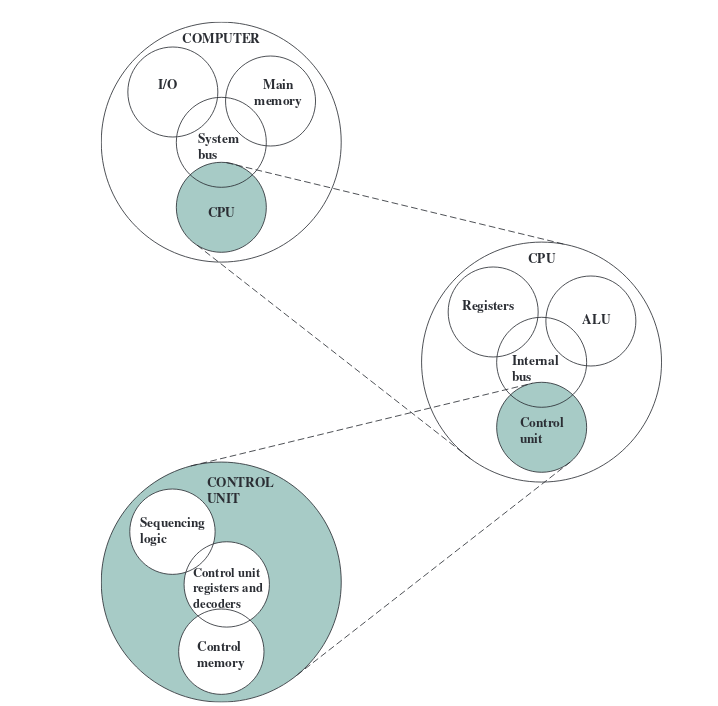 COMPUTER
I/O
Main
memory
System
bus
CPU
CPU
Registers
ALU
Internal
bus
Control
unit
CONTROL
UNIT
Sequencing
logic
Control unit
registers and
decoders
Control
memory